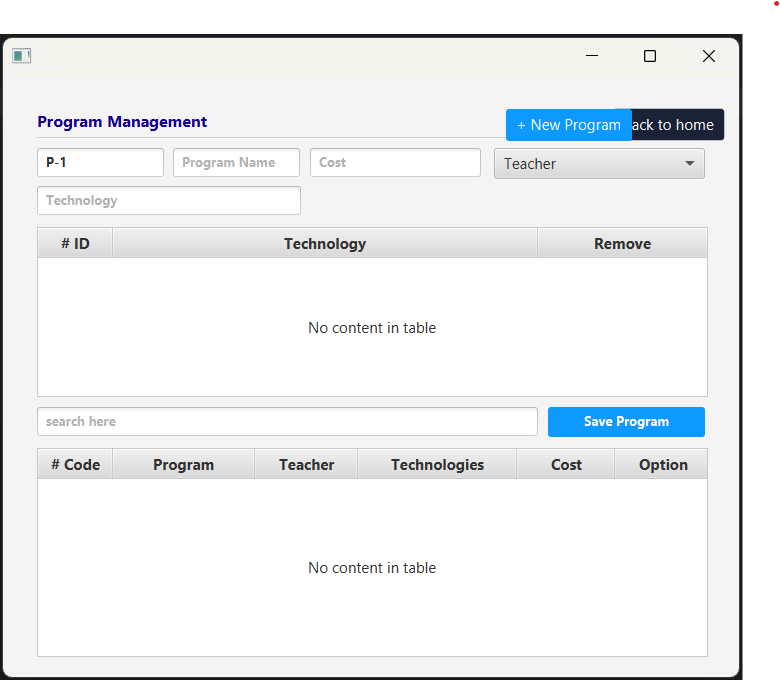 Program Management
+ New Program ack to home
P-1 Program Name Cost Teacher
Technology
# ID Technology Remove
No content in table
search here Save Program
# Code Program Teacher Technologies Cost Option
No content in table